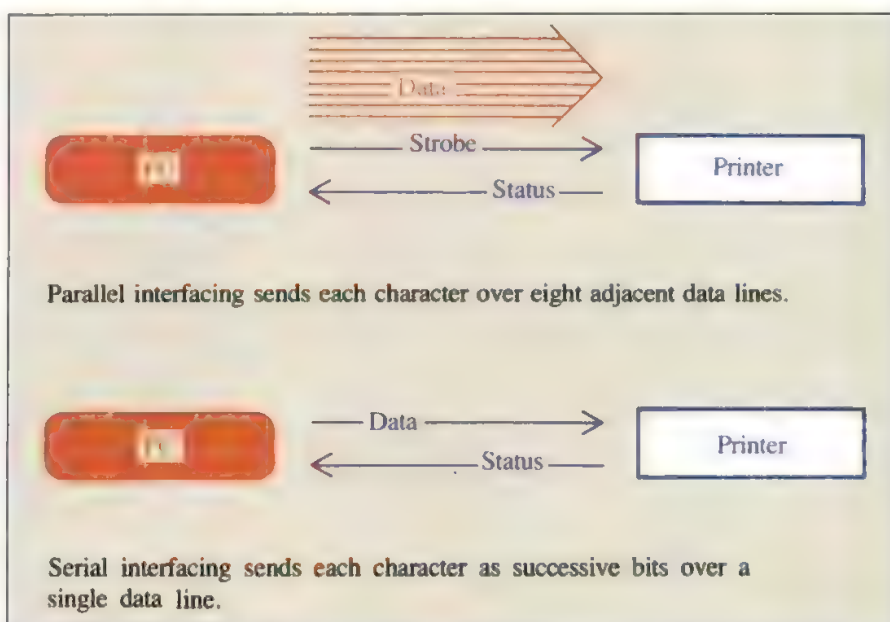 Data
Strobe
Status
Printer
Parallel interfacing sends each character over eight adjacent data lines.
Data
Status
Printer
Serial interfacing sends each character as successive bits over a
single data line.